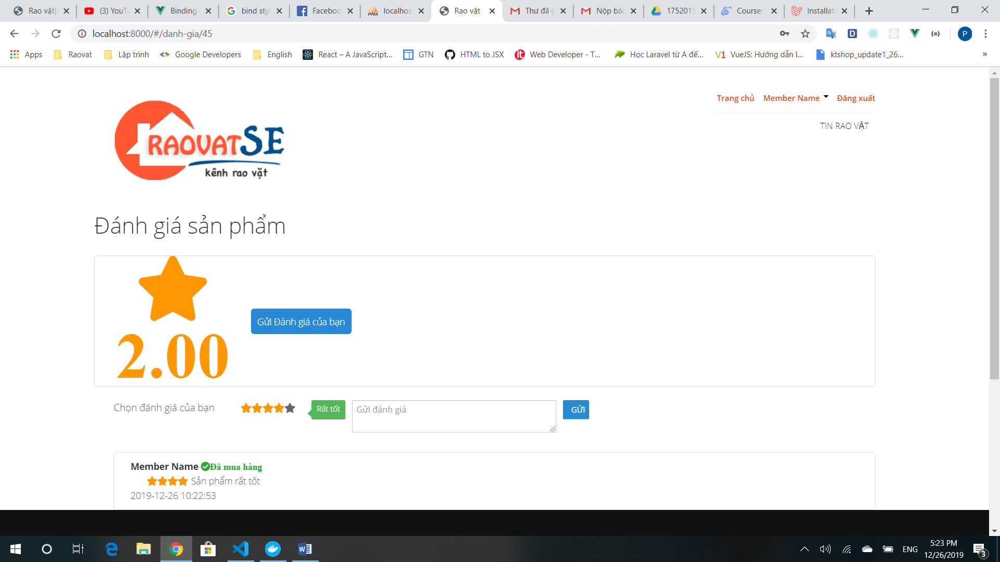 Rao vặt|
(3) YouT
Binding
bind styl
Faceboo
localhos
Rao vặt
Thư đã g
Nộp bác
1752015
Course:
Installati
localhost:8000/#/danh-gia/45
P
Apps
Raovat
Lập trình
Google Developers
English
React – A JavaScript...
GTN
HTML to JSX
Web Developer - T...
Học Laravel từ A đế...
VueJS: Hướng dẫn l...
ktshop_update1_26...
»
Trang chủ
Member Name
Đăng xuất
TIN RAO VẶT
RAOVATSE
kênh rao vặt
Đánh giá sản phẩm
2.00
Gửi Đánh giá của bạn
Chọn đánh giá của bạn
Rất tốt
Gửi đánh giá
GỬI
Member Name Đã mua hàng
Sản phẩm rất tốt
2019-12-26 10:22:53
ENG
5:23 PM
12/26/2019
3